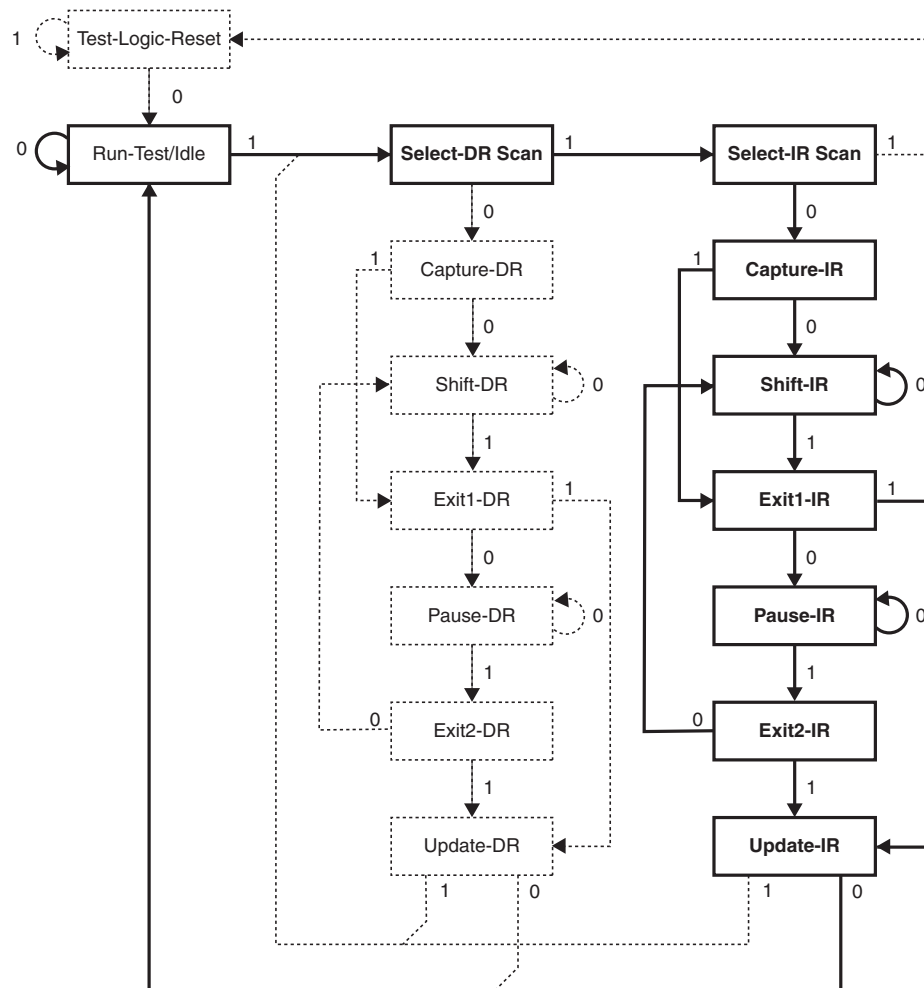 Test-Logic-Reset
1
0
Run-Test/Idle
0
1
Select-DR Scan
1
Select-IR Scan
1
0
0
1
Capture-DR
1
Capture-IR
0
0
Shift-DR
0
Shift-IR
0
1
1
Exit1-DR
1
Exit1-IR
1
0
0
Pause-DR
0
Pause-IR
0
1
1
0
Exit2-DR
0
Exit2-IR
1
1
Update-DR
Update-IR
1
0
1
0